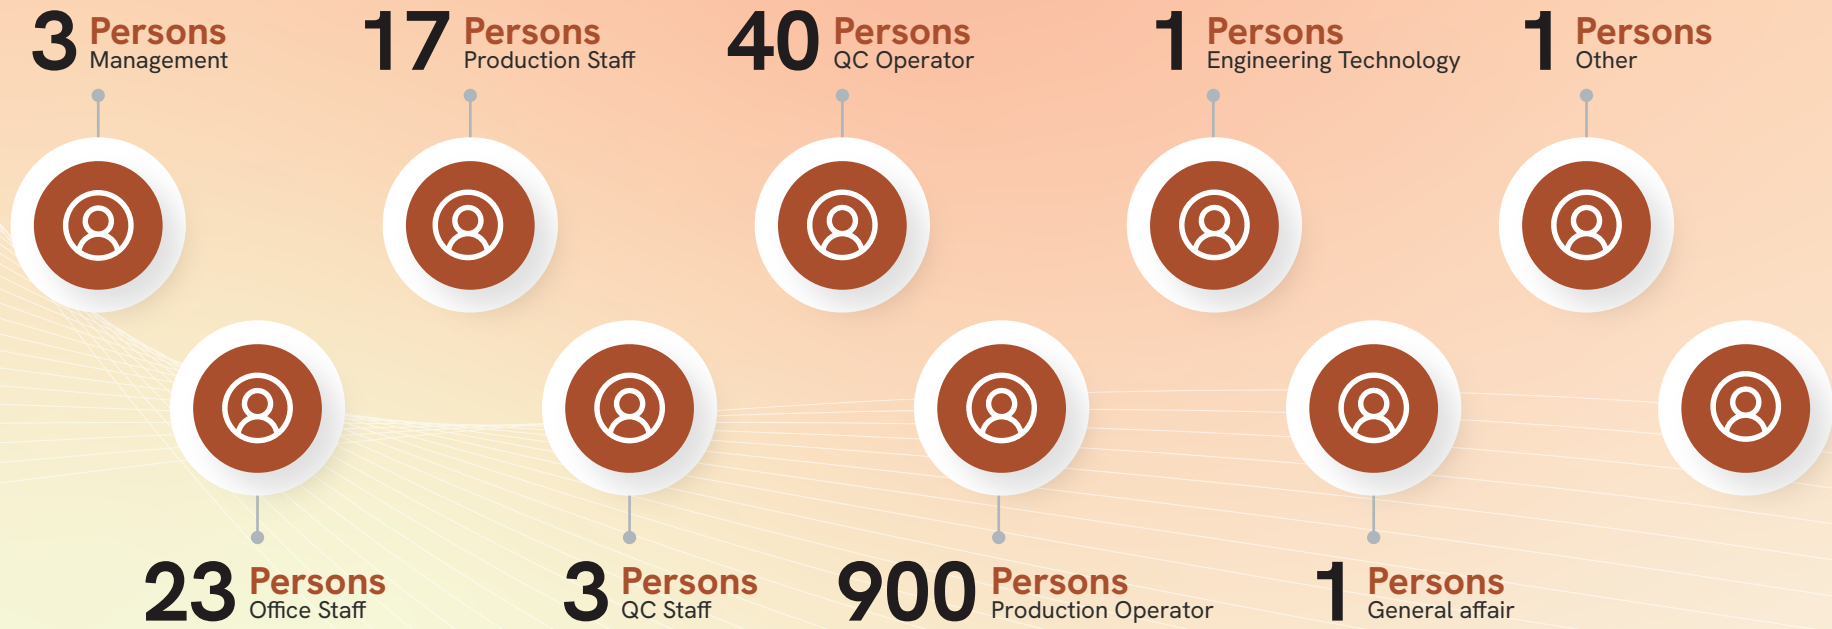 3 Persons
Management
17 Persons
Production Staff
40 Persons
QC Operator
1 Persons
Engineering Technology
1 Persons
Other
23 Persons
Office Staff
3 Persons
QC Staff
900 Persons
Production Operator
1 Persons
General affair